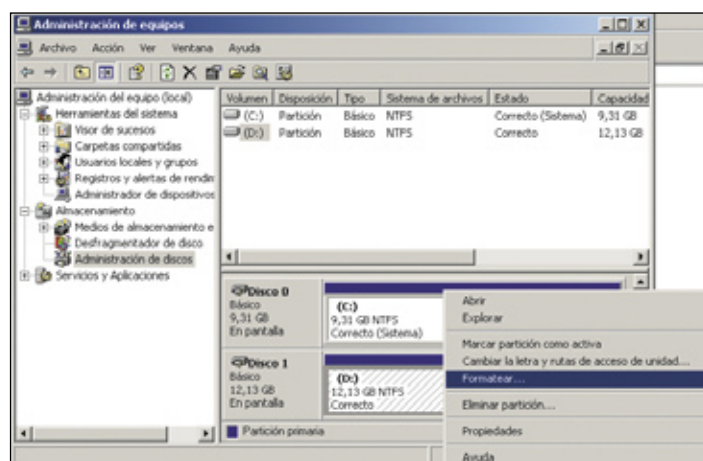 Administración de equipos
Archivo Acción Ver Ventana Ayuda
Administración del equipo (local)
Herramientas del sistema
Visor de sucesos
Carpetas compartidas
Usuarios locales y grupos
Registros y alertas de rendim
Administrador de dispositivos
Almacenamiento
Medios de almacenamiento e
Desfragmentador de disco
Administración de discos
Servicios y Aplicaciones
Volumen Disposición Tipo Sistema de archivos Estado Capacidad
(C:) Partición Básico NTFS Correcto (Sistema) 9,31 GB
(D:) Partición Básico NTFS Correcto 12,13 GB
Disco 0
Básico
9,31 GB
En pantalla
(C:)
9,31 GB NTFS
Correcto (Sistema)
Disco 1
Básico
12,13 GB
En pantalla
(D:)
12,13 GB NTFS
Correcto
Partición primaria
Abrir
Explorar
Marcar partición como activa
Cambiar la letra y rutas de acceso de unidad...
Formatear...
Eliminar partición...
Propiedades
Ayuda